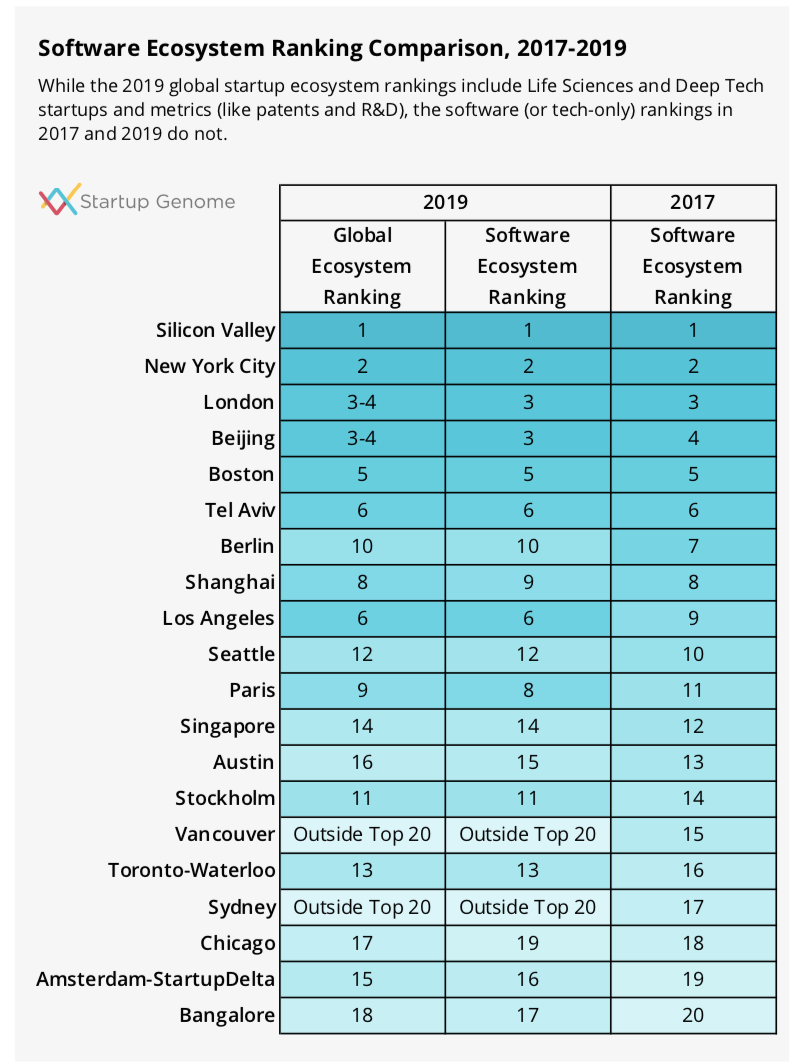 Software Ecosystem Ranking Comparison, 2017-2019
While the 2019 global startup ecosystem rankings include Life Sciences and Deep Tech
startups and metrics (like patents and R&D), the software (or tech-only) rankings in
2017 and 2019 do not.
Startup Genome
2019 2017
Global Software Software
Ecosystem Ecosystem Ecosystem
Ranking Ranking Ranking
Silicon Valley 1 1 1
New York City 2 2 2
London 3-4 3 3
Beijing 3-4 3 4
Boston 5 5 5
Tel Aviv 6 6 6
Berlin 10 10 7
Shanghai 8 9 8
Los Angeles 6 6 9
Seattle 12 12 10
Paris 9 8 11
Singapore 14 14 12
Austin 16 15 13
Stockholm 11 11 14
Vancouver Outside Top 20 Outside Top 20 15
Toronto-Waterloo 13 13 16
Sydney Outside Top 20 Outside Top 20 17
Chicago 17 19 18
Amsterdam-StartupDelta 15 16 19
Bangalore 18 17 20